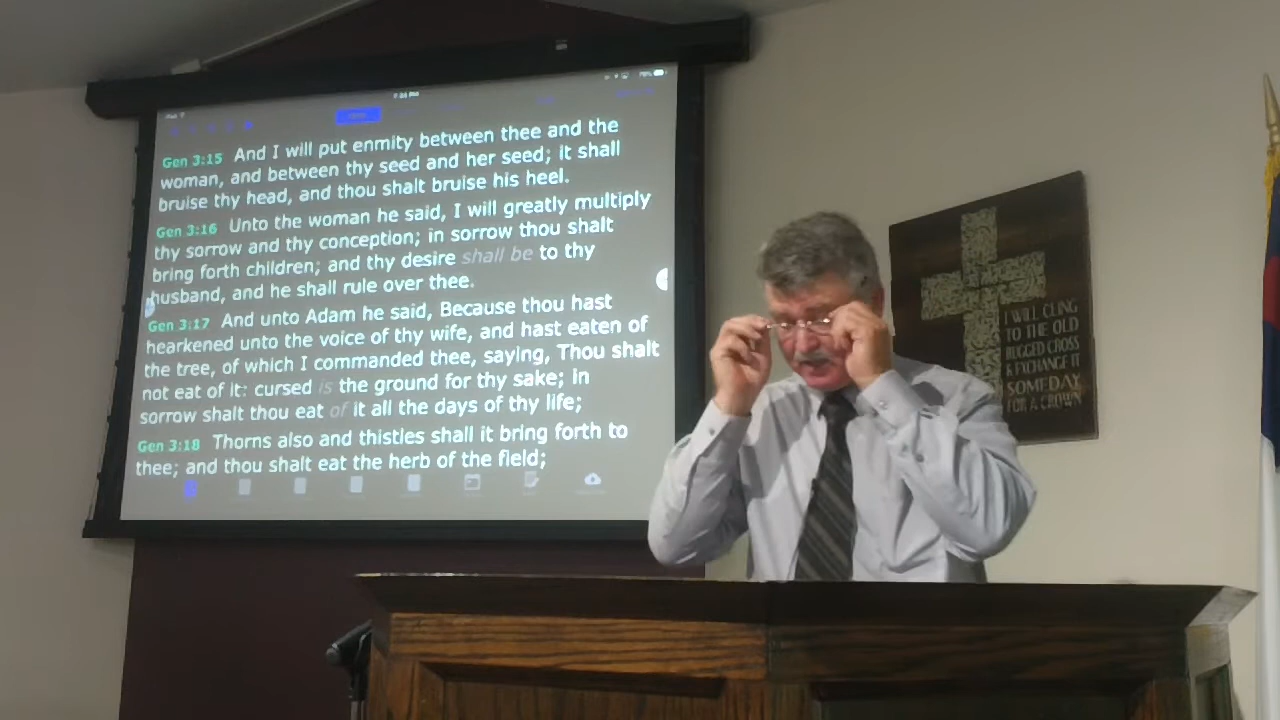 Gen 3:15 And I will put enmity between thee and the
woman, and between thy seed and her seed; it shall
bruise thy head, and thou shalt bruise his heel.
Gen 3:16 Unto the woman he said, I will greatly multiply
thy sorrow and thy conception; in sorrow thou shalt
bring forth children; and thy desire shall be to thy
husband, and he shall rule over thee.
Gen 3:17 And unto Adam he said, Because thou hast
hearkened unto the voice of thy wife, and hast eaten of
the tree, of which I commanded thee, saying, Thou shalt
not eat of it: cursed is the ground for thy sake; in
sorrow shalt thou eat of it all the days of thy life;
Gen 3:18 Thorns also and thistles shall it bring forth to
thee; and thou shalt eat the herb of the field;
I WILL CLING
TO THE OLD
RUGGED CROSS
& EXCHANGE IT
SOMEDAY
FOR A CROWN